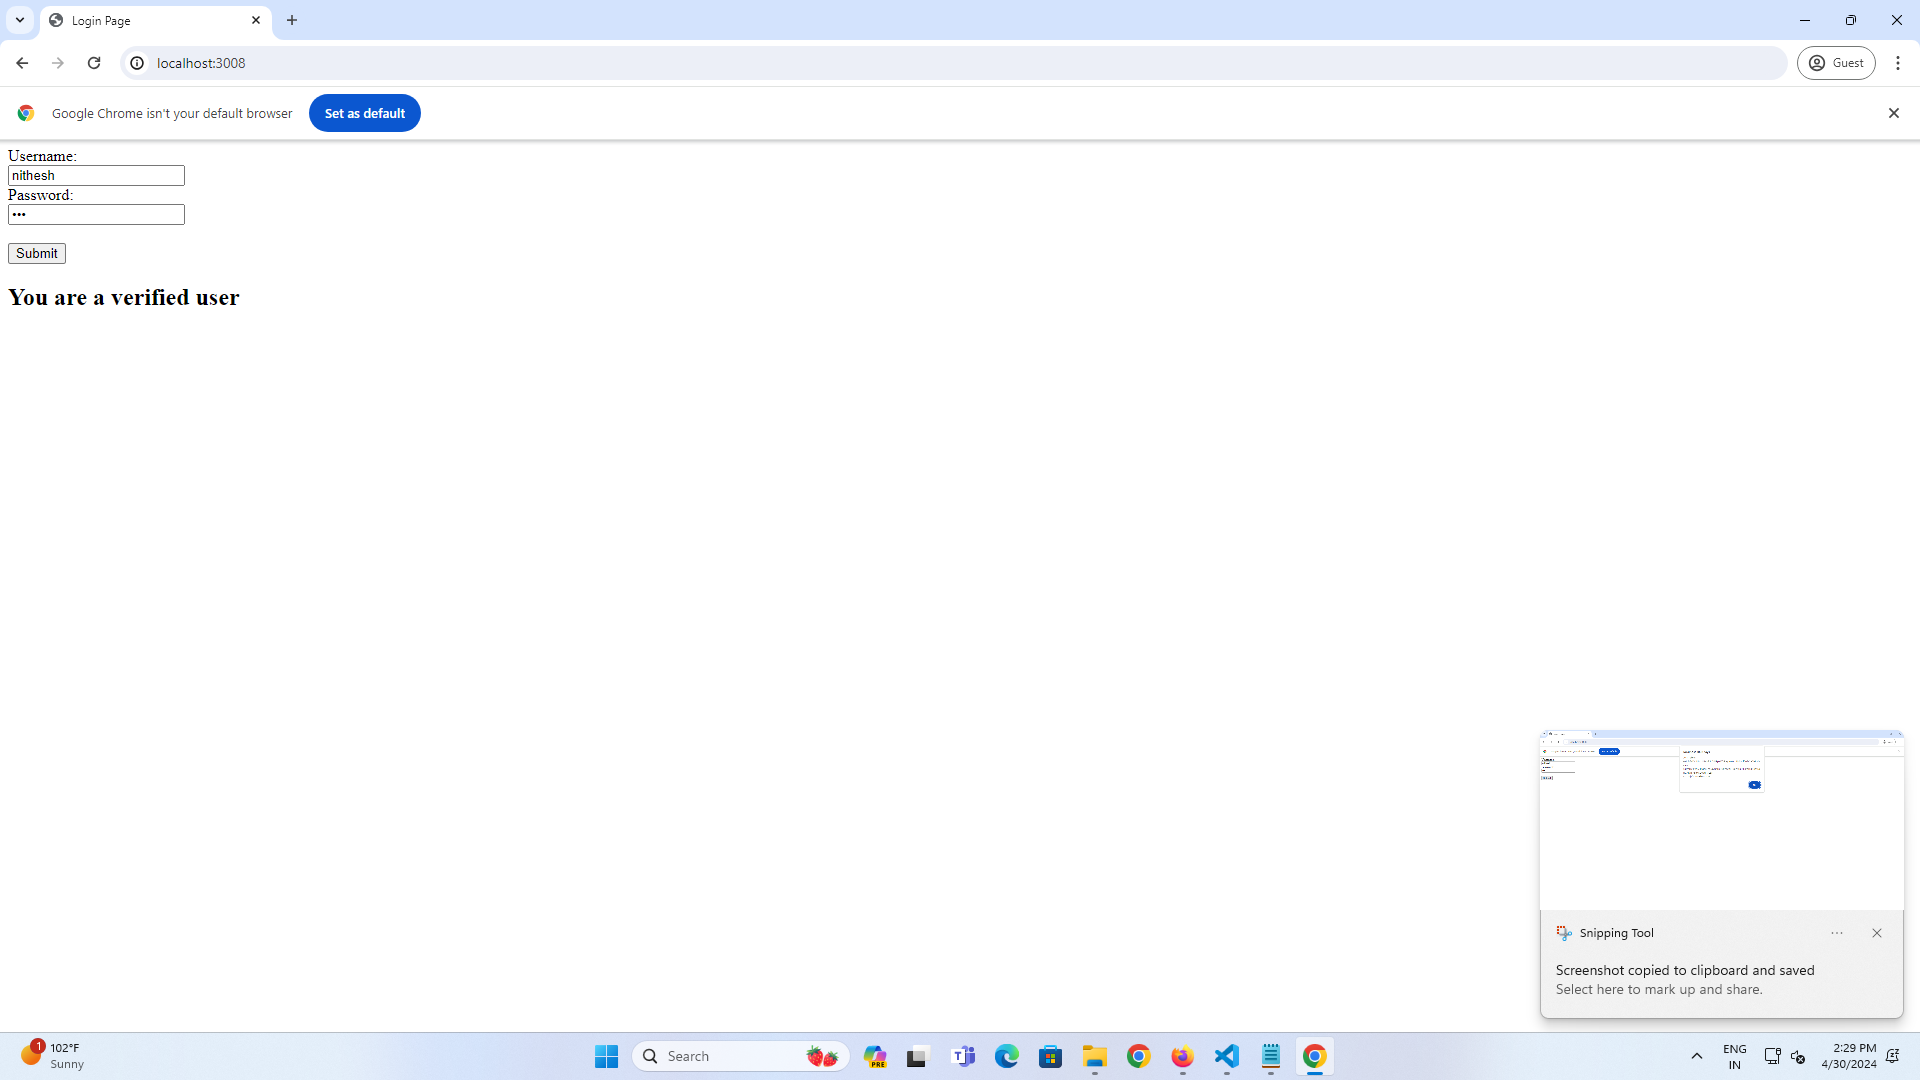 Login Page
localhost:3008
Guest
Google Chrome isn't your default browser
Set as default
Username:
nithesh
Password:
•••
Submit
You are a verified user
Snipping Tool
Screenshot copied to clipboard and saved
Select here to mark up and share.
1
102°F
Sunny
Search
PRE
ENG
IN
2:29 PM
4/30/2024